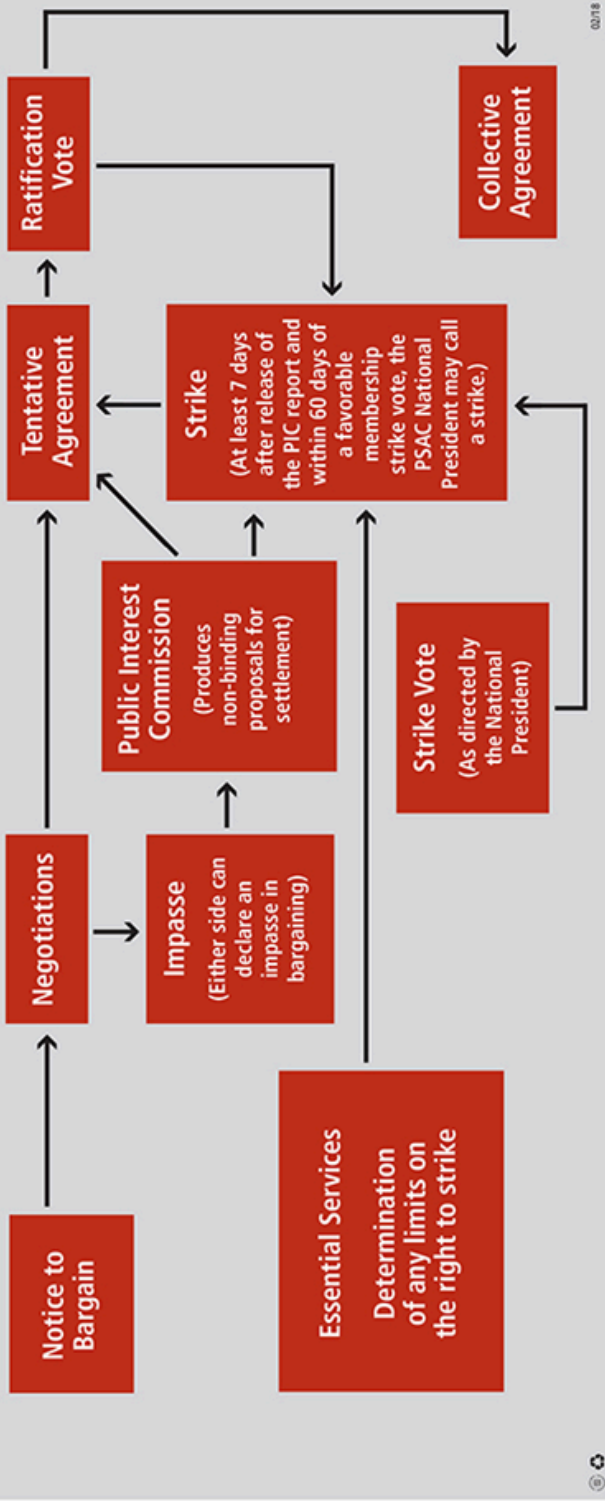 Notice to
Bargain
Negotiations
Tentative
Agreement
Ratification
Vote
Impasse
(Either side can
declare an
impasse in
bargaining)
Public Interest
Commission
(Produces
non-binding
proposals for
settlement)
Strike
(At least 7 days
after release of
the PIC report and
within 60 days of
a favorable
membership
strike vote, the
PSAC National
President may call
a strike.)
Essential Services
Determination
of any limits on
the right to strike
Strike Vote
(As directed by
the National
President)
Collective
Agreement
02/18